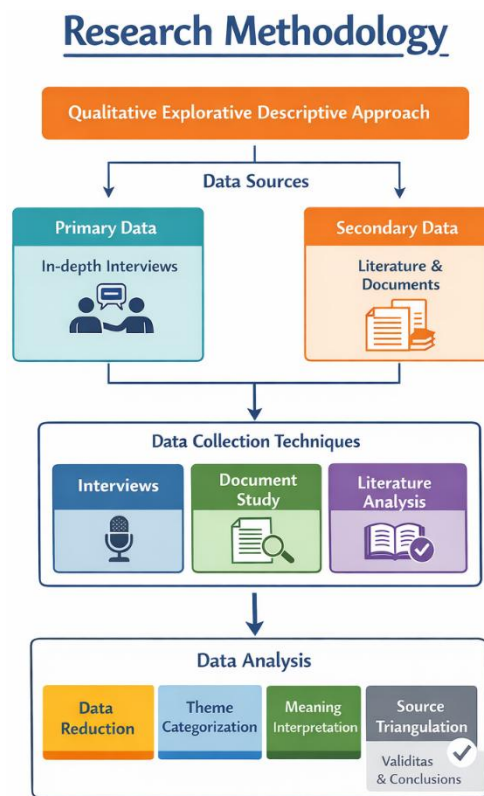 Research Methodology
Qualitative Explorative Descriptive Approach
Data Sources
Primary Data
In-depth Interviews
Secondary Data
Literature &
Documents
Data Collection Techniques
Interviews
Document
Study
Literature
Analysis
Data Analysis
Data
Reduction
Theme
Categorization
Meaning
Interpretation
Source
Triangulation
Validitas
& Conclusions